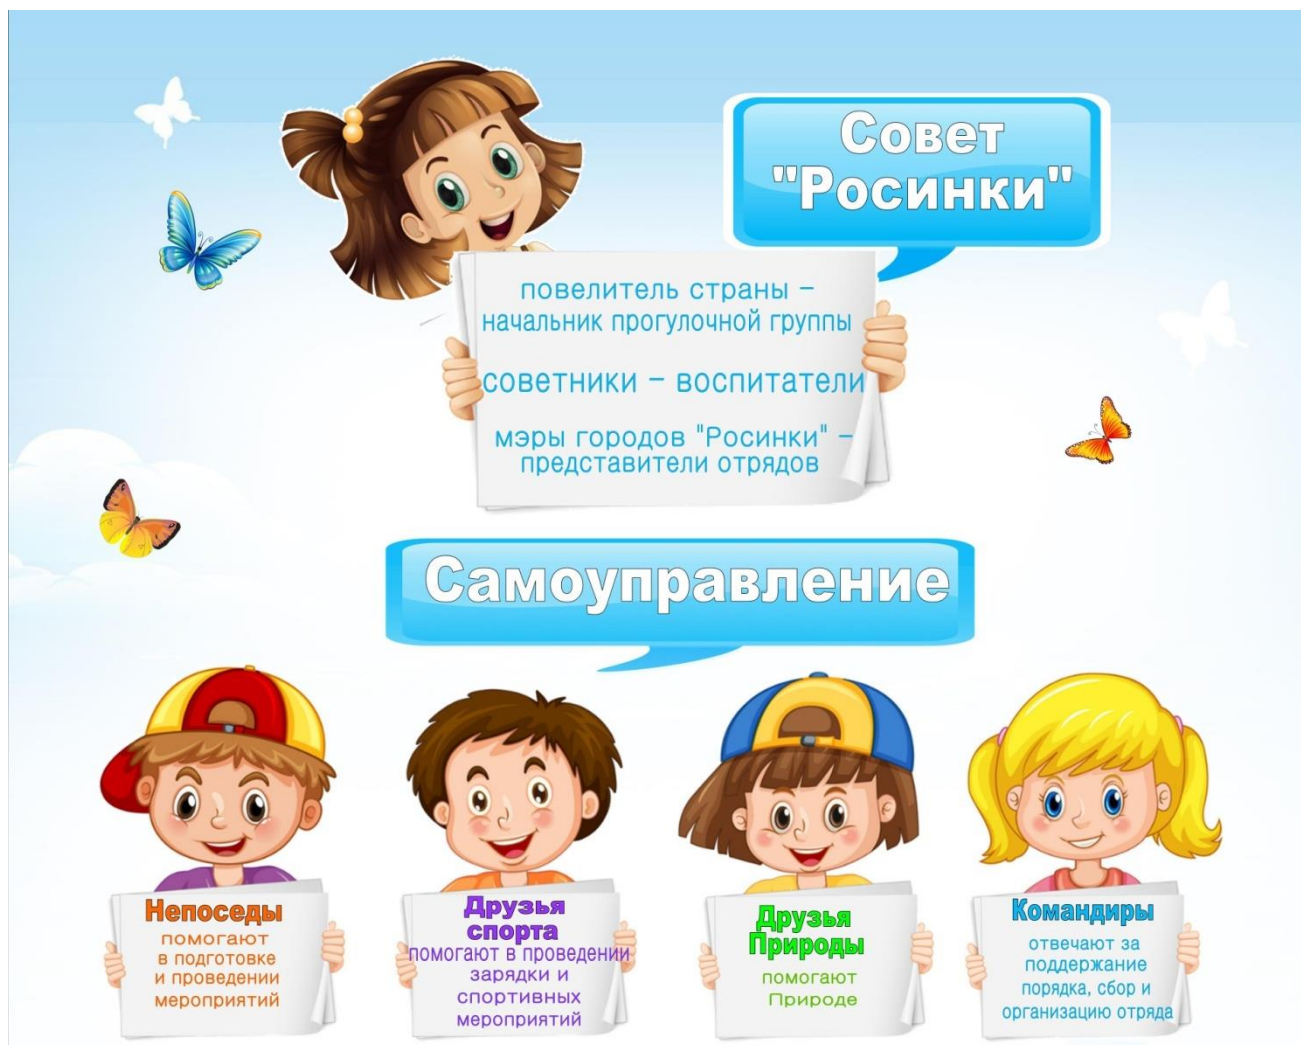 Совет
"Росинки"
повелитель страны –
начальник прогулочной группы
советники – воспитатели
мэры городов "Росинки" –
представители отрядов
Самоуправление
Непоседы
помогают
в подготовке
и проведении
мероприятий
Друзья
спорта
помогают в проведении
зарядки и
спортивных
мероприятий
Друзья
Природы
помогают
Природе
Командиры
отвечают за
поддержание
порядка, сбор и
организацию отряда